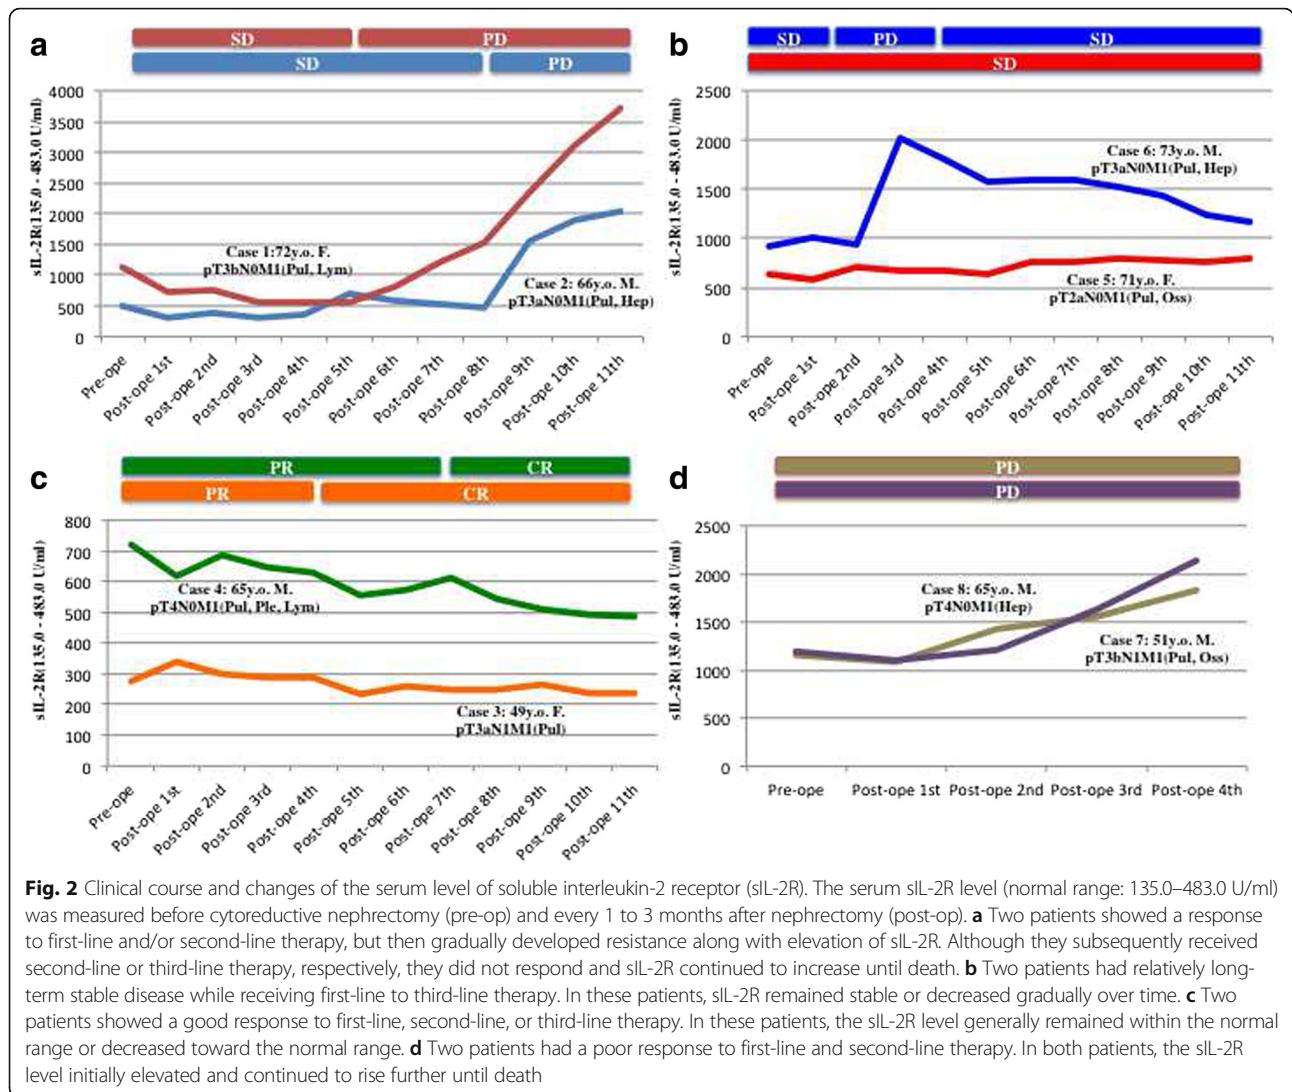 a
SD PD
SD PD
sIL-2R(135.0 - 483.0 U/ml)
4000
3500
3000
2500
2000
1500
1000
500
0
Case 1:72y.o. F.
pT3bN0M1(Pul, Lym)
Case 2: 66y.o. M.
pT3aN0M1(Pul, Hep)
Pre-ope
Post-ope 1st
Post-ope 2nd
Post-ope 3rd
Post-ope 4th
Post-ope 5th
Post-ope 6th
Post-ope 7th
Post-ope 8th
Post-ope 9th
Post-ope 10th
Post-ope 11th
b
SD PD SD
SD
sIL-2R(135.0 - 483.0 U/ml)
2500
2000
1500
1000
500
0
Case 6: 73y.o. M.
pT3aN0M1(Pul, Hep)
Case 5: 71y.o. F.
pT2aN0M1(Pul, Oss)
Pre-ope
Post-ope 1st
Post-ope 2nd
Post-ope 3rd
Post-ope 4th
Post-ope 5th
Post-ope 6th
Post-ope 7th
Post-ope 8th
Post-ope 9th
Post-ope 10th
Post-ope 11th
c
PR CR
PR CR
sIL-2R(135.0 - 483.0 U/ml)
800
700
600
500
400
300
200
100
0
Case 4: 65y.o. M.
pT4N0M1(Pul, Ple, Lym)
Case 3: 49y.o. F.
pT3aN1M1(Pul)
Pre-ope
Post-ope 1st
Post-ope 2nd
Post-ope 3rd
Post-ope 4th
Post-ope 5th
Post-ope 6th
Post-ope 7th
Post-ope 8th
Post-ope 9th
Post-ope 10th
Post-ope 11th
d
PD
PD
sIL-2R(135.0 - 483.0 U/ml)
2500
2000
1500
1000
500
0
Case 8: 65y.o. M.
pT4N0M1(Hep)
Case 7: 51y.o. M.
pT3bN1M1(Pul, Oss)
Pre-ope Post-ope 1st Post-ope 2nd Post-ope 3rd Post-ope 4th
Fig. 2 Clinical course and changes of the serum level of soluble interleukin-2 receptor (sIL-2R). The serum sIL-2R level (normal range: 135.0–483.0 U/ml)
was measured before cytoreductive nephrectomy (pre-op) and every 1 to 3 months after nephrectomy (post-op). a Two patients showed a response
to first-line and/or second-line therapy, but then gradually developed resistance along with elevation of sIL-2R. Although they subsequently received
second-line or third-line therapy, respectively, they did not respond and sIL-2R continued to increase until death. b Two patients had relatively long-
term stable disease while receiving first-line to third-line therapy. In these patients, sIL-2R remained stable or decreased gradually over time. c Two
patients showed a good response to first-line, second-line, or third-line therapy. In these patients, the sIL-2R level generally remained within the normal
range or decreased toward the normal range. d Two patients had a poor response to first-line and second-line therapy. In both patients, the sIL-2R
level initially elevated and continued to rise further until death